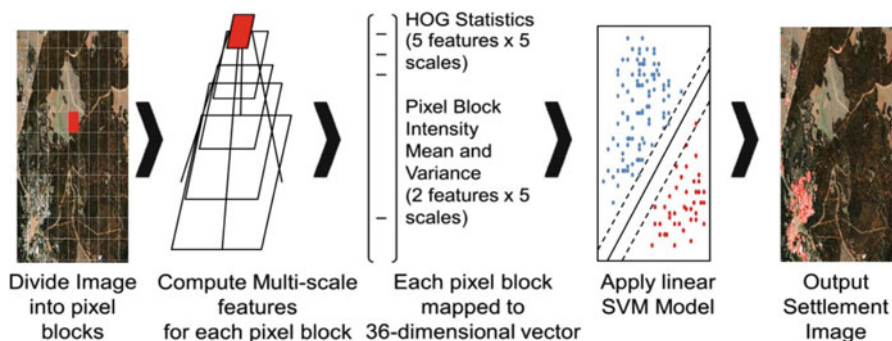 HOG Statistics
(5 features x 5
scales)
Pixel Block
Intensity
Mean and
Variance
(2 features x 5
scales)
Divide Image
into pixel
blocks
Compute Multi-scale
features
for each pixel block
Each pixel block
mapped to
36-dimensional vector
Apply linear
SVM Model
Output
Settlement
Image